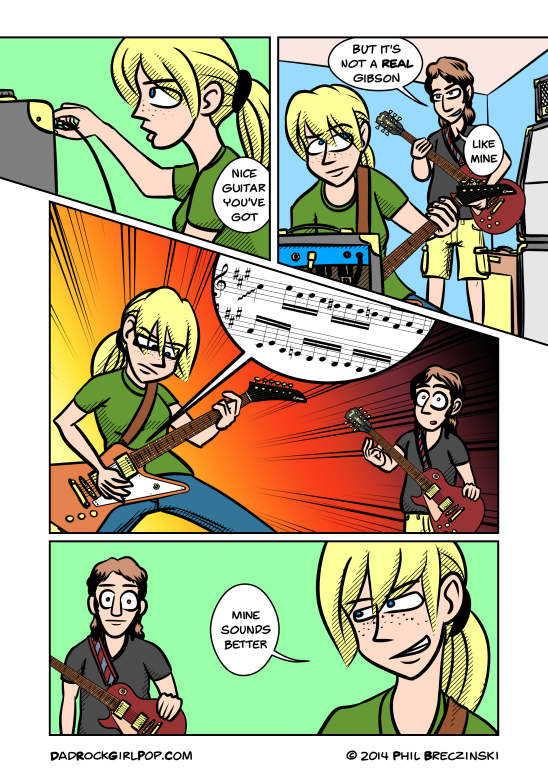 NICE
GUITAR
YOU'VE
GOT
BUT IT'S
NOT A REAL
GIBSON
LIKE
MINE
MINE
SOUNDS
BETTER
DADROCKGIRLPOP.COM
© 2014 PHIL BRECZINSKI